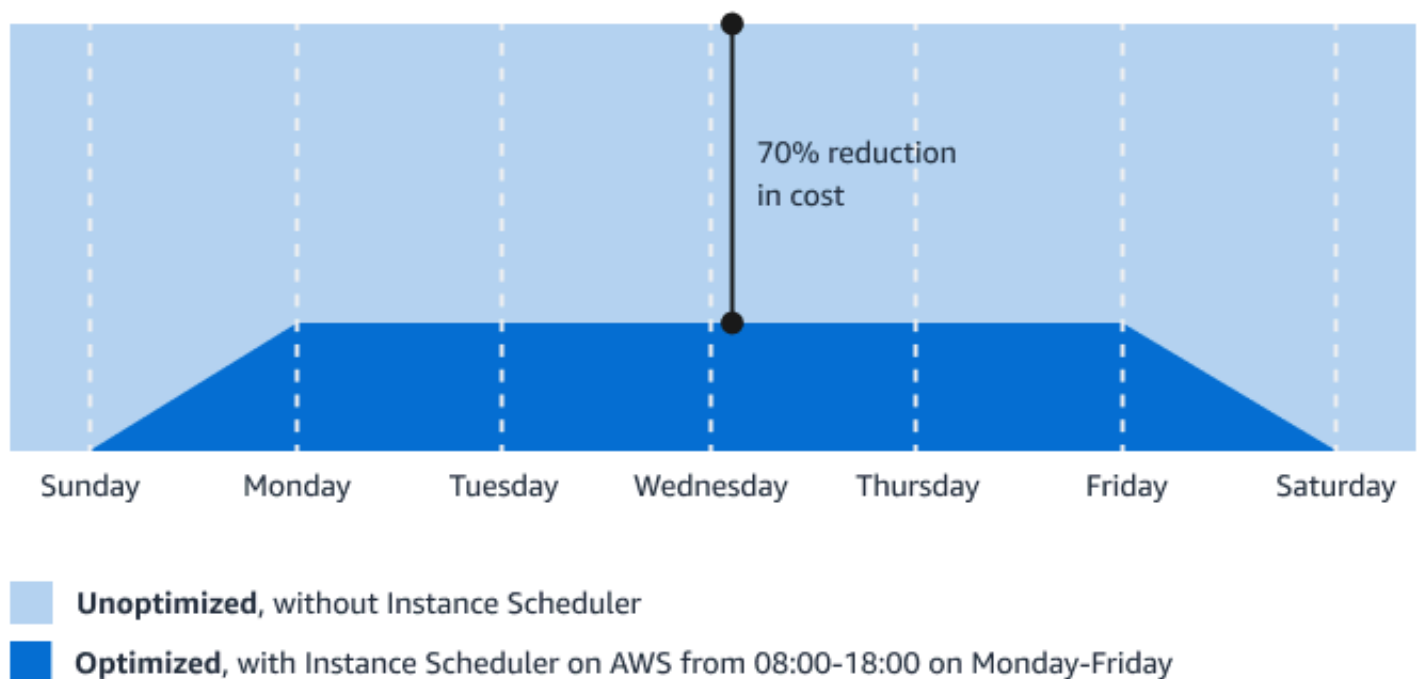 70% reduction
in cost
Sunday Monday Tuesday Wednesday Thursday Friday Saturday
Unoptimized, without Instance Scheduler
Optimized, with Instance Scheduler on AWS from 08:00-18:00 on Monday-Friday